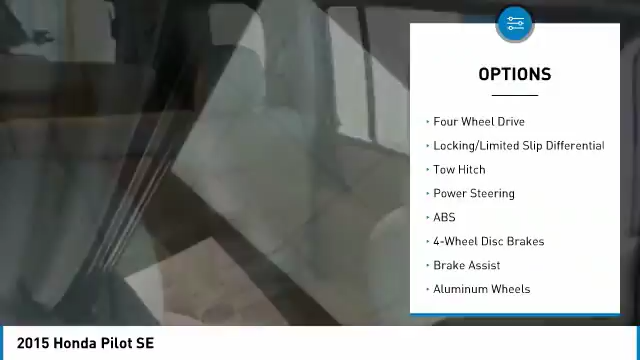 OPTIONS
• Four Wheel Drive
• Locking/Limited Slip Differential
• Tow Hitch
• Power Steering
• ABS
• 4-Wheel Disc Brakes
• Brake Assist
• Aluminum Wheels
2015 Honda Pilot SE